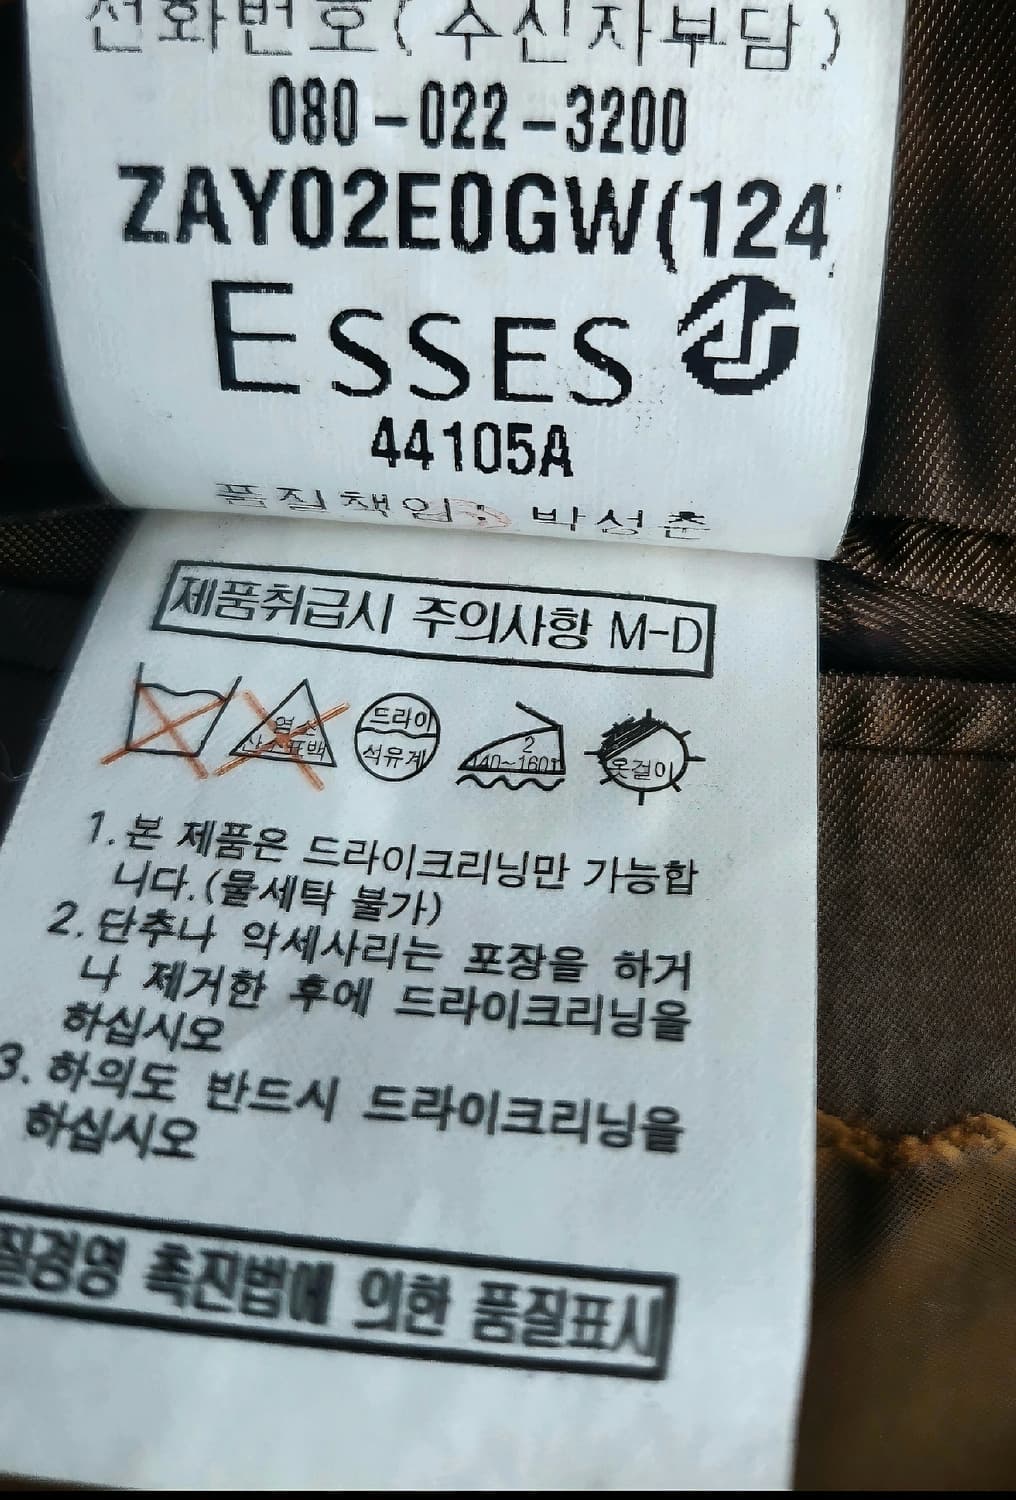 전화번호(수신자부담)
080-022-3200
ZAY02E0GW(124
ESSES
44105A
품질책임: 박성춘
제품취급시 주의사항 M-D
염소
산소표백
드라이
석유계
2
140~160℃
옷걸이
1. 본 제품은 드라이크리닝만 가능합
니다.(물세탁 불가)
2. 단추나 악세사리는 포장을 하거
나 제거한 후에 드라이크리닝을
하십시오
3. 하의도 반드시 드라이크리닝을
하십시오
질경영 촉진법에 의한 품질표시